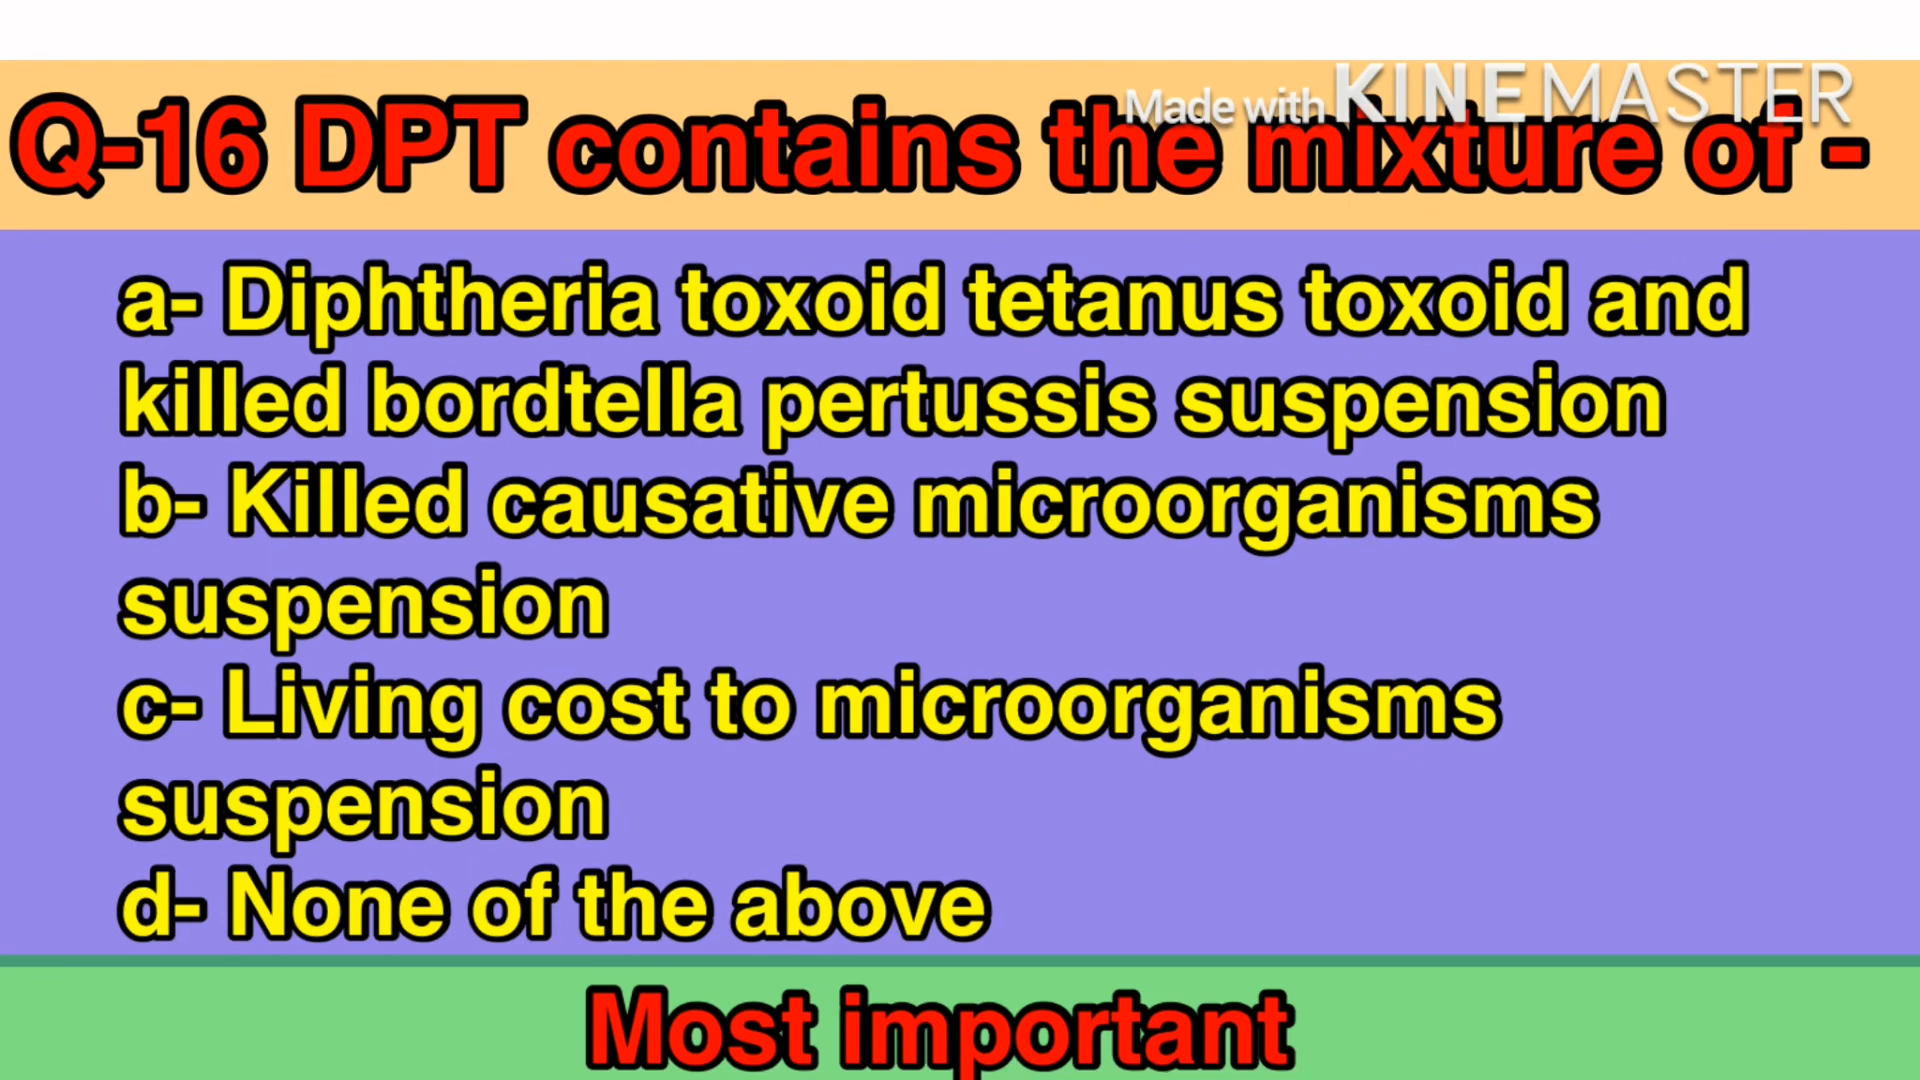 Made with KINEMASTER
Q-16 DPT contains the mixture of -
a- Diphtheria toxoid tetanus toxoid and
killed bordtella pertussis suspension
b- Killed causative microorganisms
suspension
c- Living cost to microorganisms
suspension
d- None of the above
Most important